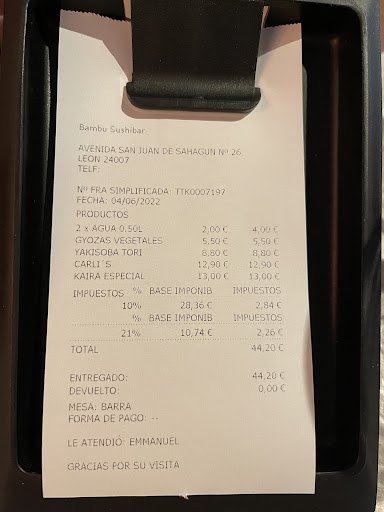 Bambu Sushibar
AVENIDA SAN JUAN DE SAHAGUN Nº 26
LEON 24007
TELF:
Nº FRA SIMPLIFICADA: TTK0007197
FECHA: 04/06/2022
PRODUCTOS
2 x AGUA 0.50L 2,00 € 4,00 €
GYOZAS VEGETALES 5,50 € 5,50 €
YAKISOBA TORI 8,80 € 8,80 €
CARLI´S 12,90 € 12,90 €
KAIRA ESPECIAL 13,00 € 13,00 €
IMPUESTOS % BASE IMPONIB IMPUESTOS
10% 28,36 € 2,84 €
% BASE IMPONIB IMPUESTOS
21% 10,74 € 2,26 €
TOTAL 44,20 €
ENTREGADO: 44,20 €
DEVUELTO: 0,00 €
MESA: BARRA
FORMA DE PAGO: --
LE ATENDIÓ: EMMANUEL
GRACIAS POR SU VISITA